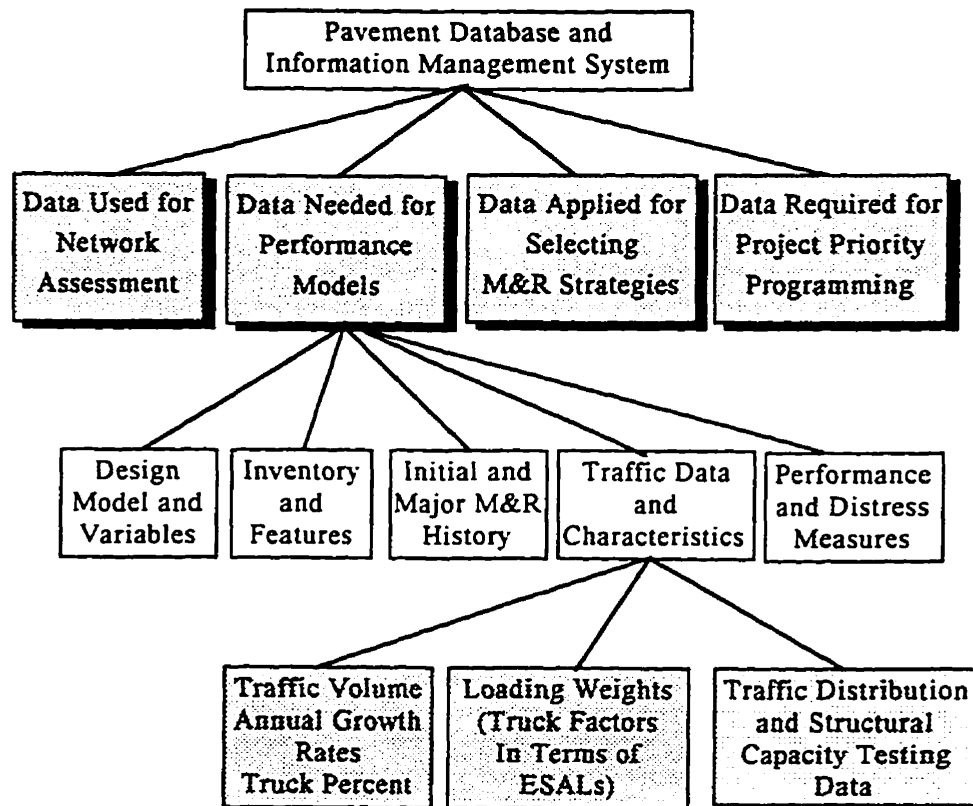 Pavement Database and
Information Management System
Data Used for
Network
Assessment
Data Needed for
Performance
Models
Data Applied for
Selecting
M&R Strategies
Data Required for
Project Priority
Programming
Design
Model and
Variables
Inventory
and
Features
Initial and
Major M&R
History
Traffic Data
and
Characteristics
Performance
and Distress
Measures
Traffic Volume
Annual Growth
Rates
Truck Percent
Loading Weights
(Truck Factors
In Terms of
ESALs)
Traffic Distribution
and Structural
Capacity Testing
Data